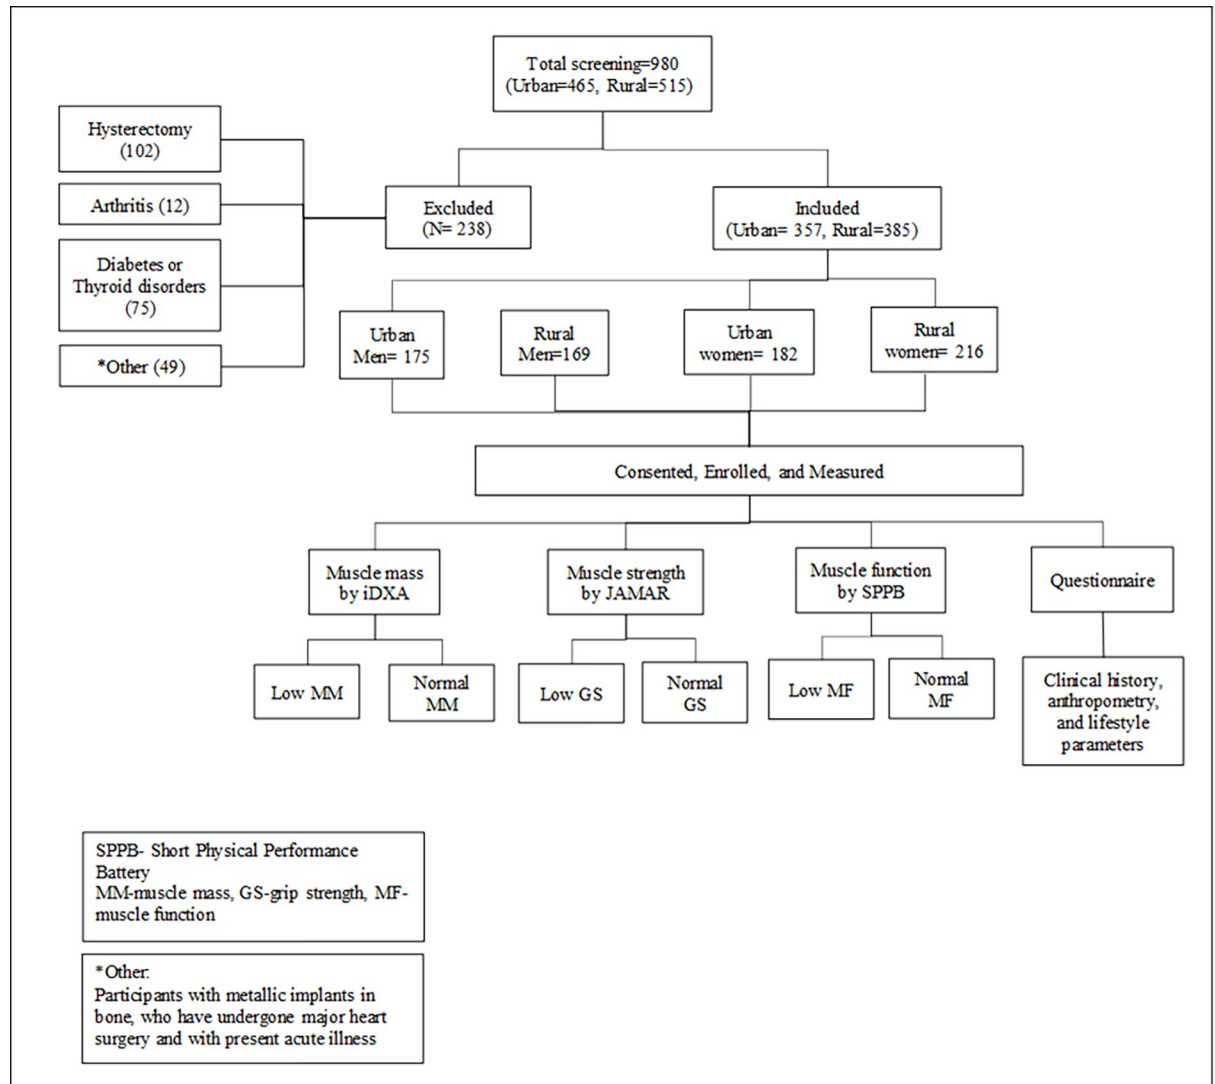 Total screening=980
(Urban=465, Rural=515)
Hysterectomy
(102)
Arthritis (12)
Diabetes or
Thyroid disorders
(75)
*Other (49)
Excluded
(N= 238)
Included
(Urban= 357, Rural=385)
Urban
Men= 175
Rural
Men=169
Urban
women= 182
Rural
women= 216
Consented, Enrolled, and Measured
Muscle mass
by iDXA
Muscle strength
by JAMAR
Muscle function
by SPPB
Questionnaire
Low MM
Normal
MM
Low GS
Normal
GS
Low MF
Normal
MF
Clinical history,
anthropometry,
and lifestyle
parameters
SPPB- Short Physical Performance
Battery
MM-muscle mass, GS-grip strength, MF-
muscle function
*Other:
Participants with metallic implants in
bone, who have undergone major heart
surgery and with present acute illness